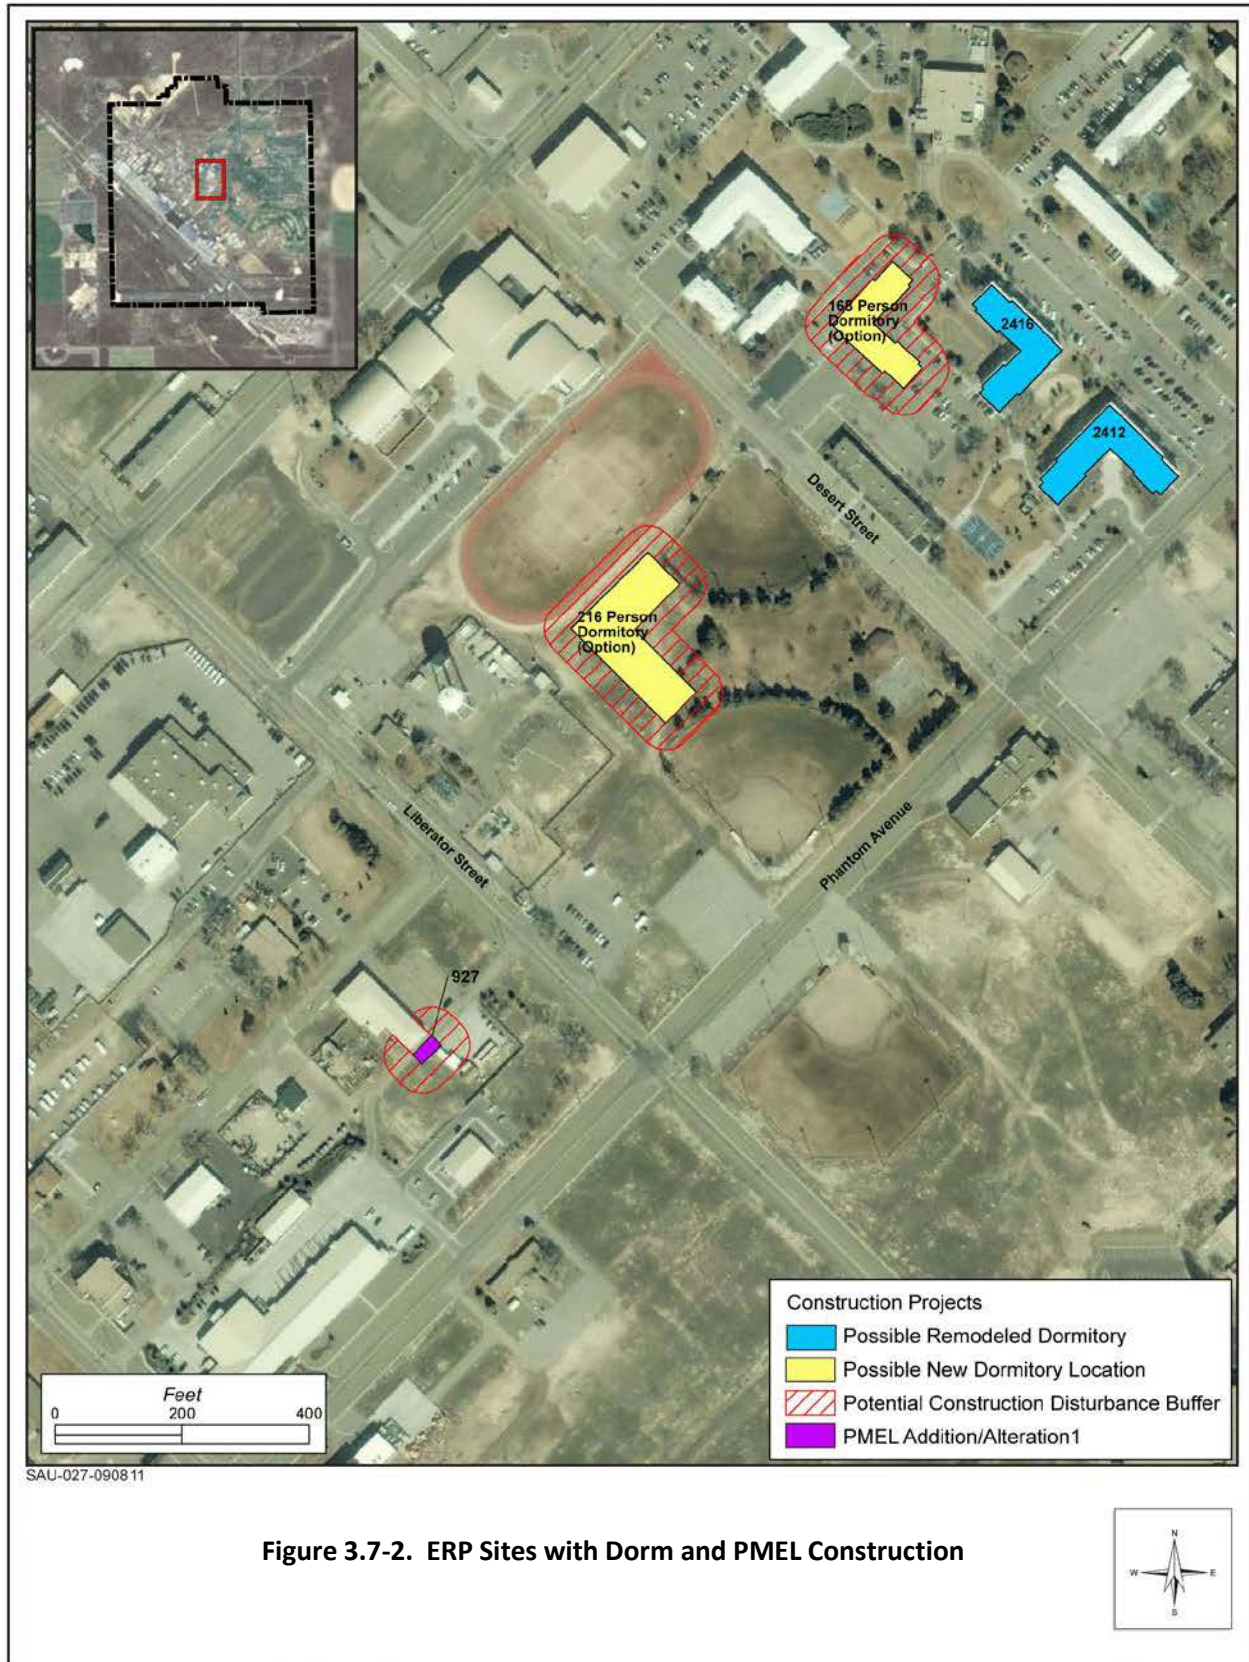 168 Person
Dormitory
(Option)
2416
2412
Desert Street
216 Person
Dormitory
(Option)
Liberator Street
Phantom Avenue
927
Construction Projects
Possible Remodeled Dormitory
Possible New Dormitory Location
Potential Construction Disturbance Buffer
PMEL Addition/Alteration1
Feet
0 200 400
SAU-027-090811
Figure 3.7-2. ERP Sites with Dorm and PMEL Construction
N
W E
S